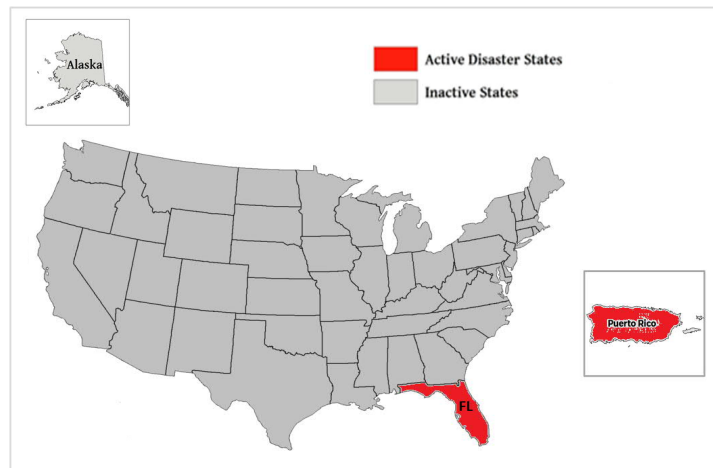 Alaska
Active Disaster States
Inactive States
Puerto Rico
FL